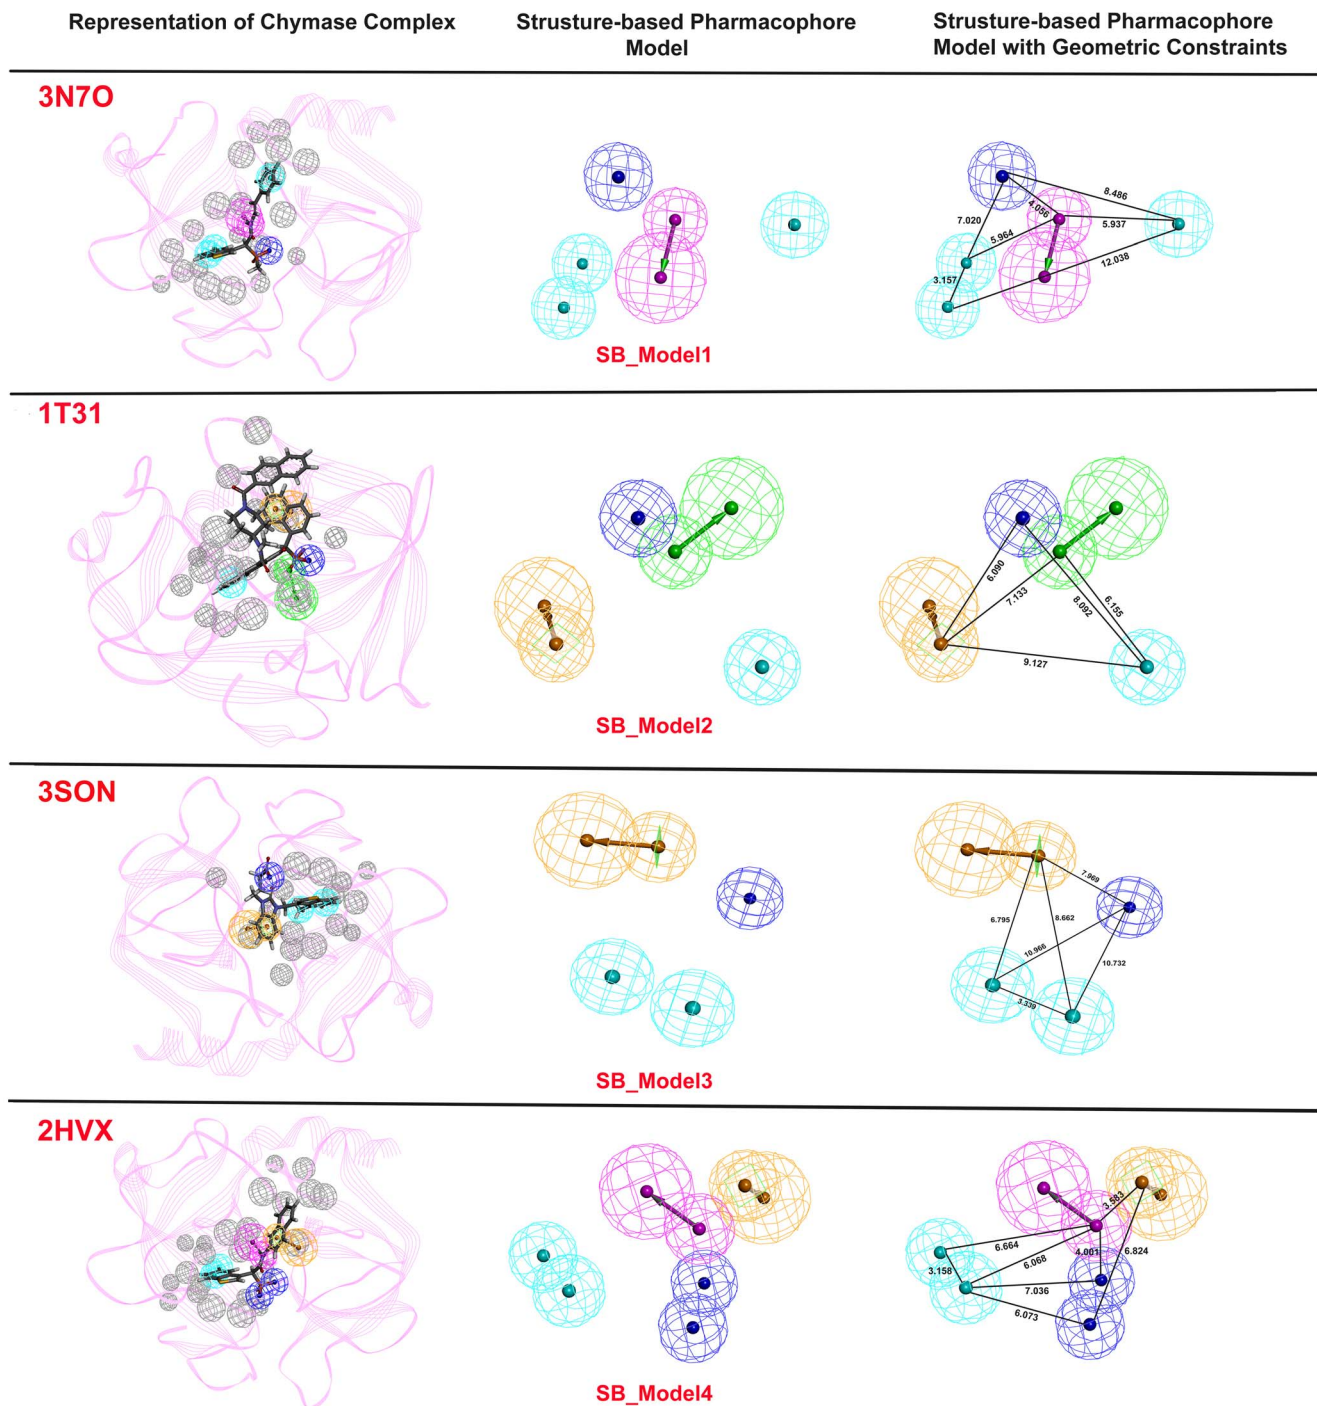 Representation of Chymase Complex
Strusture-based Pharmacophore
Model
Strusture-based Pharmacophore
Model with Geometric Constraints
3N7O
8.486
4.056
7.020
5.964
5.937
12.038
3.157
SB_Model1
1T31
6.090
7.133
8.092
6.155
9.127
SB_Model2
3SON
7.969
6.795
8.662
10.966
10.732
3.339
SB_Model3
2HVX
3.583
6.664
4.001
6.824
6.068
3.158
7.036
6.073
SB_Model4